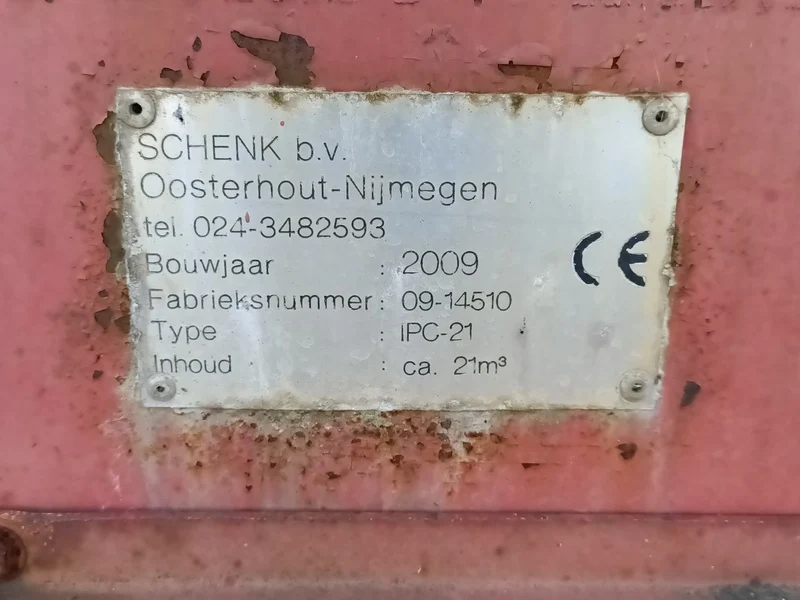 SCHENK b.v.
Oosterhout-Nijmegen
tel. 024-3482593
Bouwjaar : 2009
CE
Fabrieksnummer : 09-14510
Type : IPC-21
Inhoud : ca. 21m³